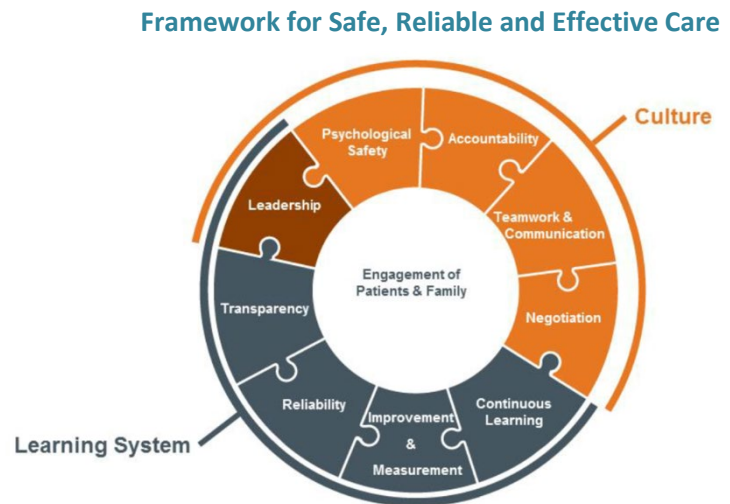 Framework for Safe, Reliable and Effective Care
Culture
Psychological
Safety
Accountability
Leadership
Teamwork &
Communication
Engagement of
Patients & Family
Transparency
Negotiation
Reliability
Improvement
&
Measurement
Continuous
Learning
Learning System